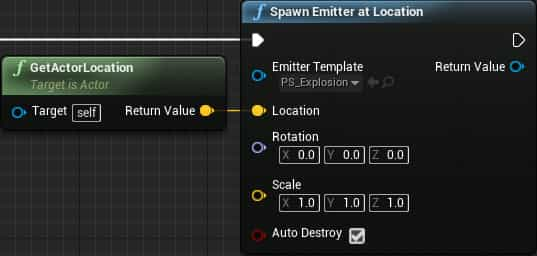 Spawn Emitter at Location
GetActorLocation
Target is Actor
Target self
Return Value
Emitter Template
PS_Explosion
Return Value
Location
Rotation
X 0.0 Y 0.0 Z 0.0
Scale
X 1.0 Y 1.0 Z 1.0
Auto Destroy